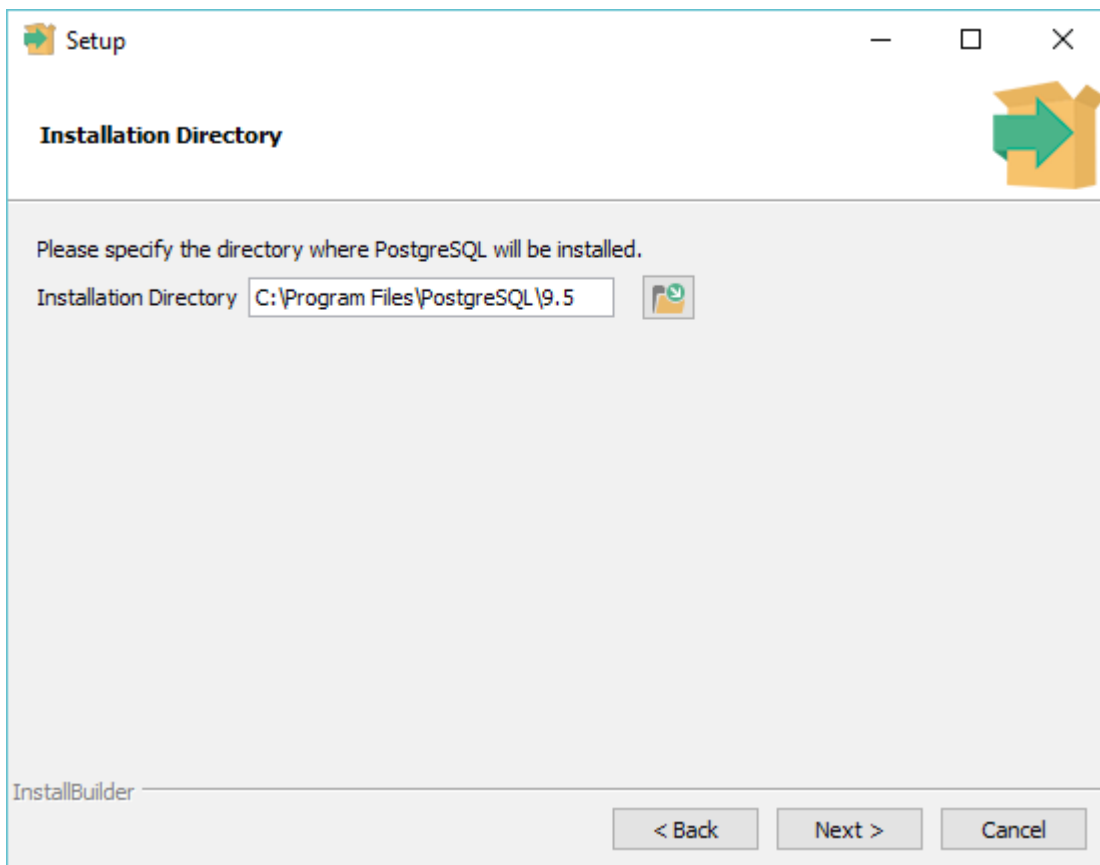 Setup
Installation Directory
Please specify the directory where PostgreSQL will be installed.
Installation Directory C:\Program Files\PostgreSQL\9.5
InstallBuilder
< Back Next > Cancel